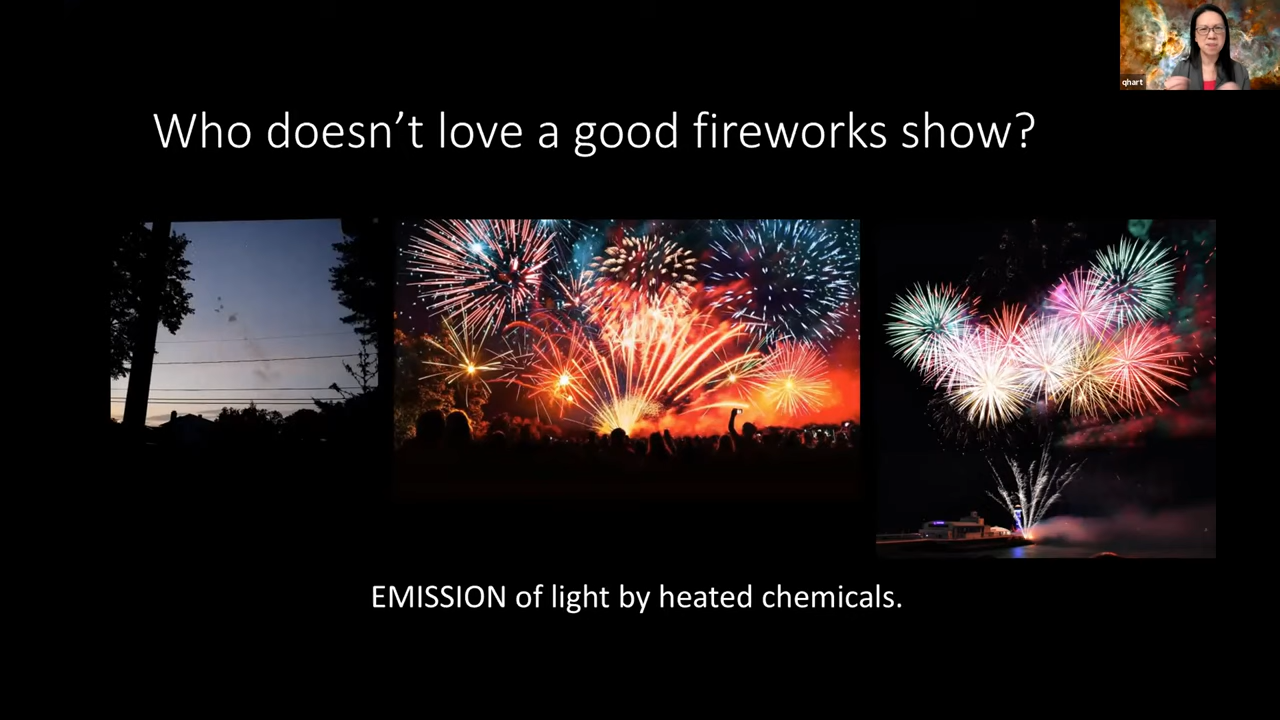 qhart
Who doesn’t love a good fireworks show?
EMISSION of light by heated chemicals.